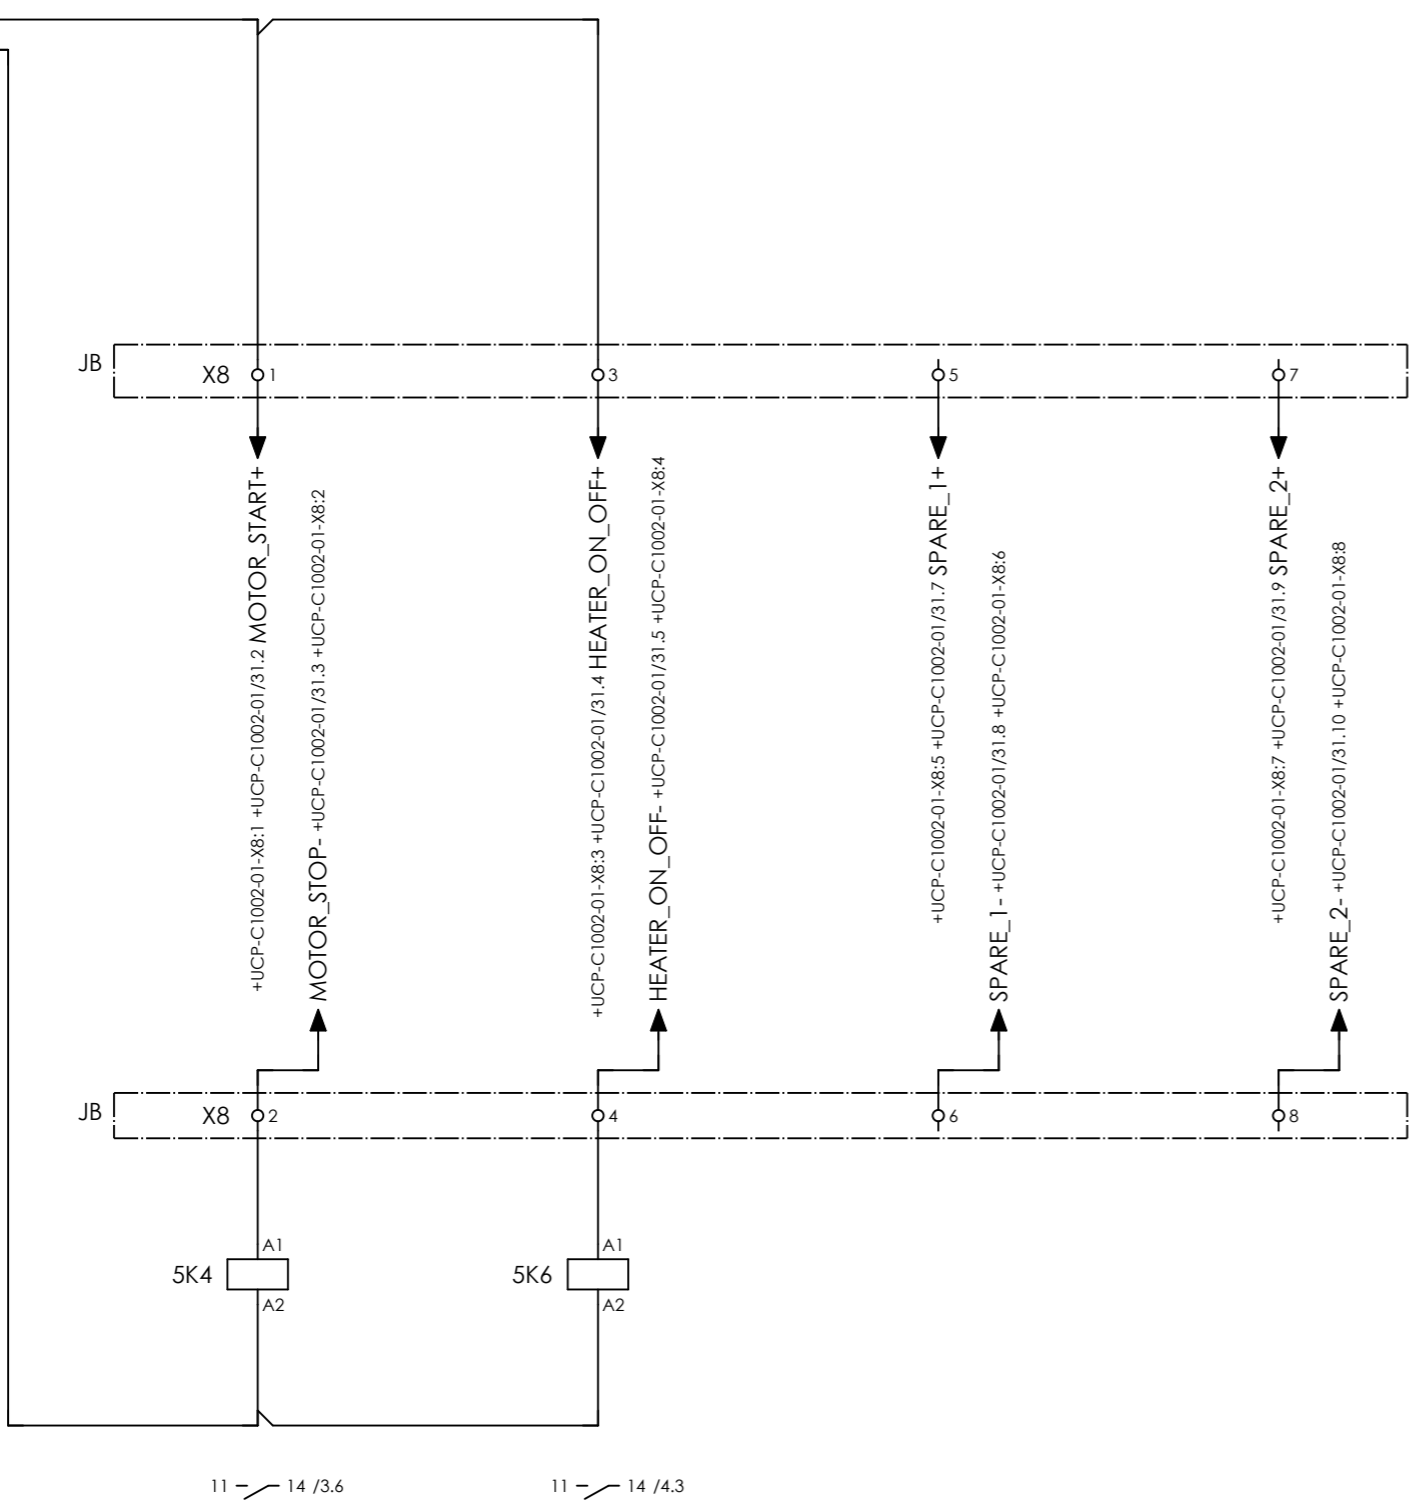 JB
X8 1 3 5 7
+UCP-C1002-01-X8:1 +UCP-C1002-01/31.2 MOTOR_START+
MOTOR_STOP- +UCP-C1002-01/31.3 +UCP-C1002-01-X8:2
+UCP-C1002-01-X8:3 +UCP-C1002-01/31.4 HEATER_ON_OFF+
HEATER_ON_OFF- +UCP-C1002-01/31.5 +UCP-C1002-01-X8:4
+UCP-C1002-01-X8:5 +UCP-C1002-01/31.7 SPARE_1+
SPARE_1- +UCP-C1002-01/31.8 +UCP-C1002-01-X8:6
+UCP-C1002-01-X8:7 +UCP-C1002-01/31.9 SPARE_2+
SPARE_2- +UCP-C1002-01/31.10 +UCP-C1002-01-X8:8
JB
X8 2 4 6 8
A1 A1
5K4 5K6
A2 A2
11 14 /3.6 11 14 /4.3